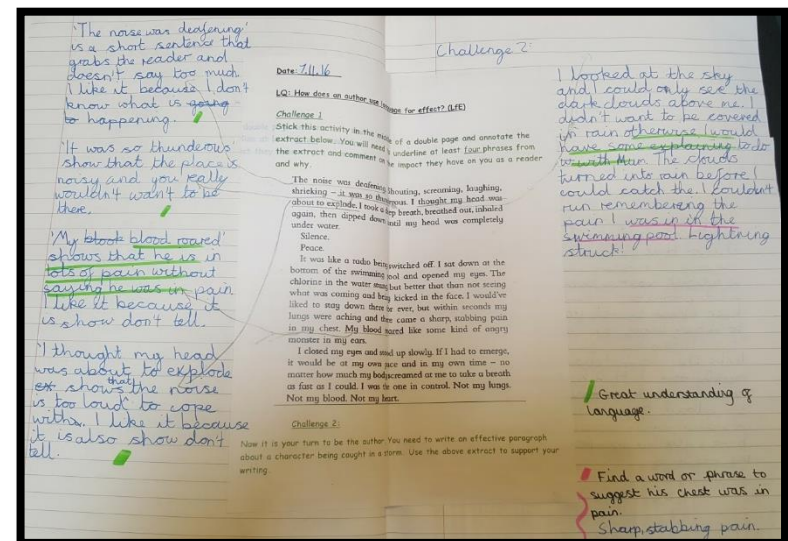 'The noise was deafening'
is a short sentence that
grabs the reader and
doesn't say too much.
I like it because I don't
know what is going
to happening.
'It was so thunderous'
show that the place is
noisy and you really
wouldn't want to be
there.
'My blook blood roared'
shows that he is in
lots of pain without
saying he was in pain
I like it because it
is show don't tell.
'I thought my head
was about to explode
ex shows that the noise
is too loud to cope
with. I like it because
it is also show don't
tell.
Date: 7.11.16
LQ: How does an author use language for effect? (LfE)
Challenge 1
Stick this activity in the middle of a double page and annotate the
extract below. You will need to underline at least four phrases from
the extract and comment on the impact they have on you as a reader
and why.
The noise was deafening shouting, screaming, laughing,
shrieking – it was so thunderous. I thought my head was
about to explode. I took a deep breath, breathed out, inhaled
again, then dipped down until my head was completely
under water.
Silence.
Peace.
It was like a radio being switched off. I sat down at the
bottom of the swimming pool and opened my eyes. The
chlorine in the water stung but better that than not seeing
what was coming and being kicked in the face. I would've
liked to stay down there for ever, but within seconds my
lungs were aching and there came a sharp, stabbing pain
in my chest. My blood roared like some kind of angry
monster in my ears.
I closed my eyes and stood up slowly. If I had to emerge,
it would be at my own pace and in my own time – no
matter how much my body screamed at me to take a breath
as fast as I could. I was the one in control. Not my lungs.
Not my blood. Not my heart.
Challenge 2:
Now it is your turn to be the author You need to write an effective paragraph
about a character being caught in a storm. Use the above extract to support your
writing.
Challenge 2:
I looked at the sky
and I could only see the
dark clouds above me. I
didn't want to be covered
in rain otherwise I would
have some explaining to do
with Mum. The clouds
turned into rain before I
could catch the. I couldn't
run remembering the
pain I was in in the
swimming pool. Lightning
struck!
Great understanding of
language.
Find a word or phrase to
suggest his chest was in
pain.
Sharp, stabbing pain.